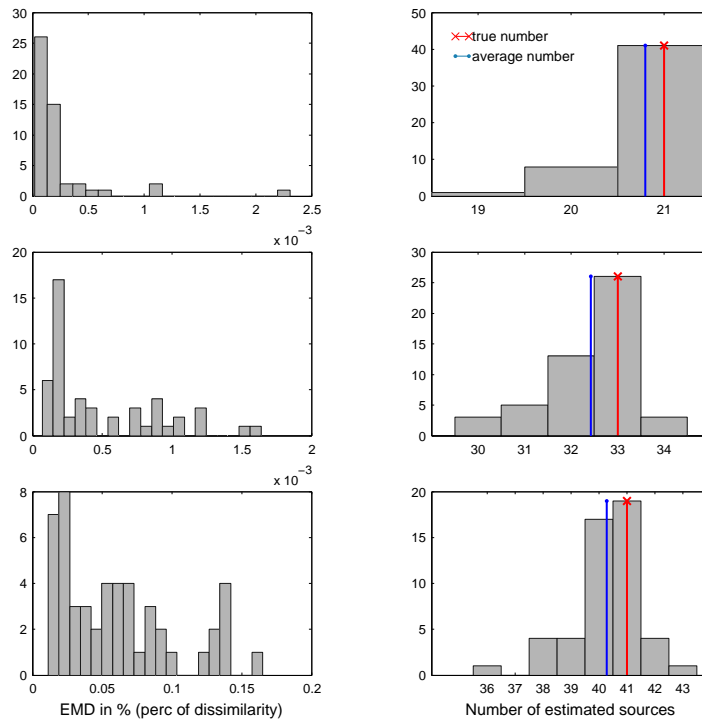 30
25
20
15
10
5
0
0 0.5 1 1.5 2 2.5
x 10⁻³
50
40
30
20
10
0
19 20 21
true number
average number
20
15
10
5
0
0 0.5 1 1.5 2
x 10⁻³
30
25
20
15
10
5
0
30 31 32 33 34
8
6
4
2
0
0 0.05 0.1 0.15 0.2
EMD in % (perc of dissimilarity)
20
15
10
5
0
36 37 38 39 40 41 42 43
Number of estimated sources